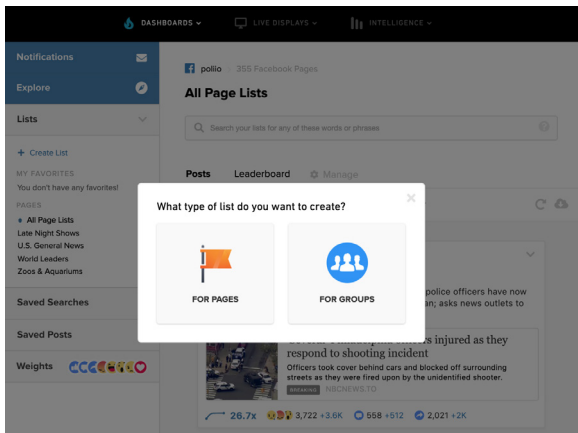 DASHBOARDS
LIVE DISPLAYS
INTELLIGENCE
Notifications
Explore
Lists
+ Create List
MY FAVORITES
You don't have any favorites!
PAGES
All Page Lists
Late Night Shows
U.S. General News
World Leaders
Zoos & Aquariums
Saved Searches
Saved Posts
Weights
poliio 355 Facebook Pages
All Page Lists
Search your lists for any of these words or phrases
Posts Leaderboard Manage
What type of list do you want to create?
FOR PAGES
FOR GROUPS
police officers have now
an; asks news outlets to
injured as they
respond to shooting incident
Officers took cover behind cars and blocked off surrounding
streets as they were fired upon by the unidentified shooter.
BREAKING NBCNEWS.TO
26.7x 3,722 +3.6K 558 +512 2,021 +2K